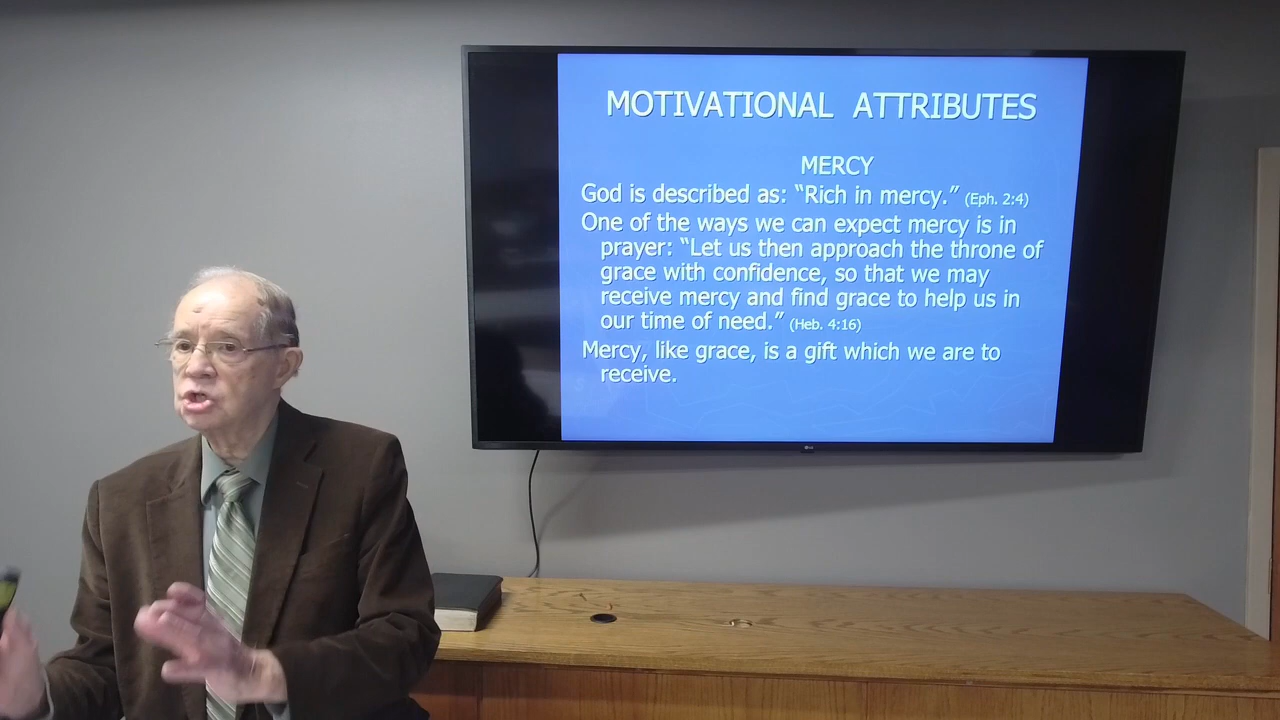 MOTIVATIONAL ATTRIBUTES
MERCY
God is described as: “Rich in mercy.” (Eph. 2:4)
One of the ways we can expect mercy is in
prayer: “Let us then approach the throne of
grace with confidence, so that we may
receive mercy and find grace to help us in
our time of need.” (Heb. 4:16)
Mercy, like grace, is a gift which we are to
receive.
LG